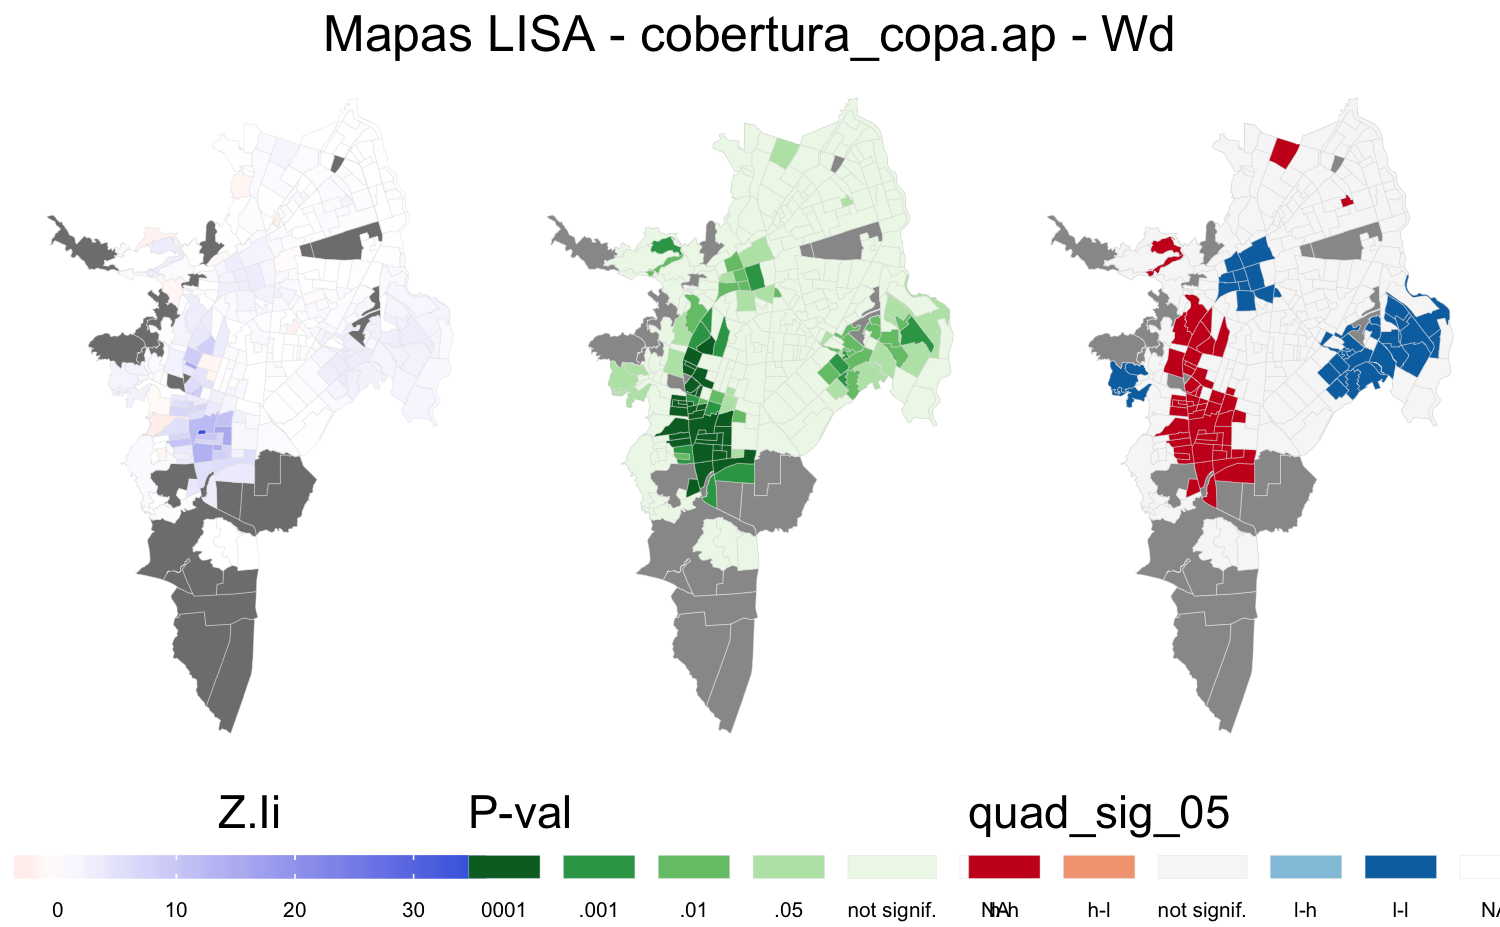 Mapas LISA - cobertura_copa.ap - Wd
Z.Ii
P-val
quad_sig_05
0 10 20 30
0001 .001 .01 .05 not signif. NA
h-h h-l not signif. l-h l-l NA